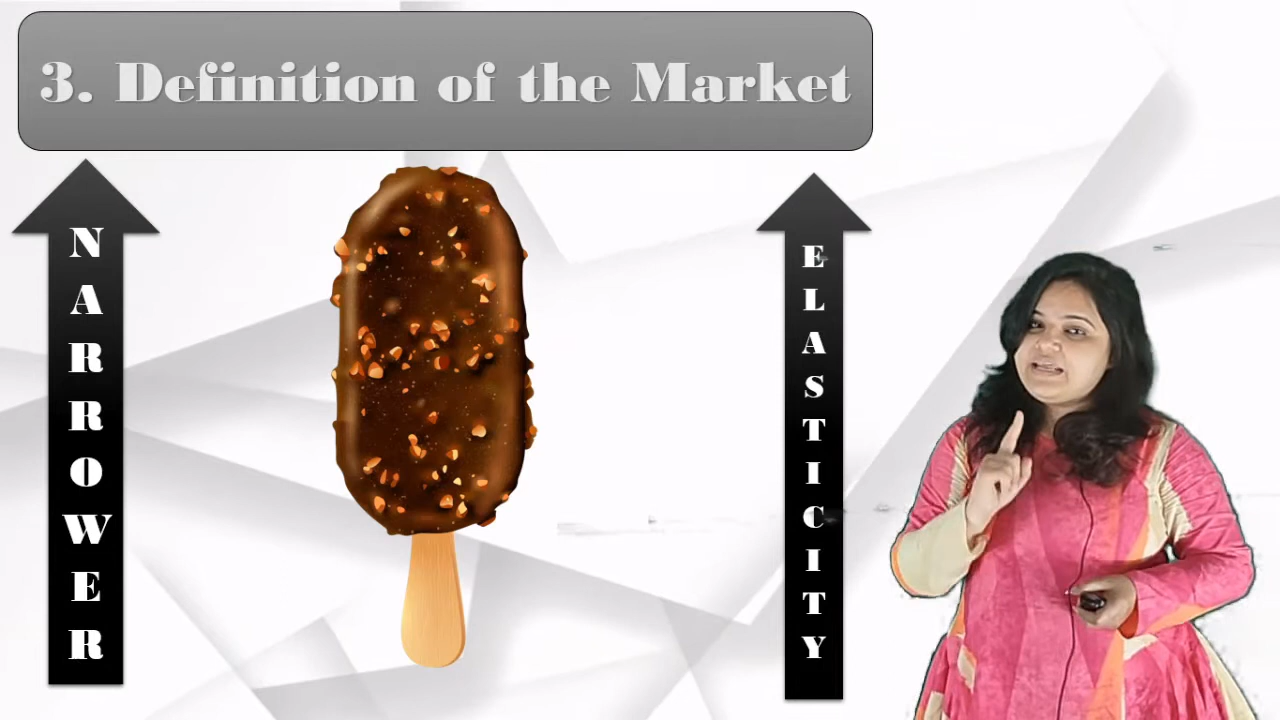 3. Definition of the Market
NARROWER
ELASTICITY